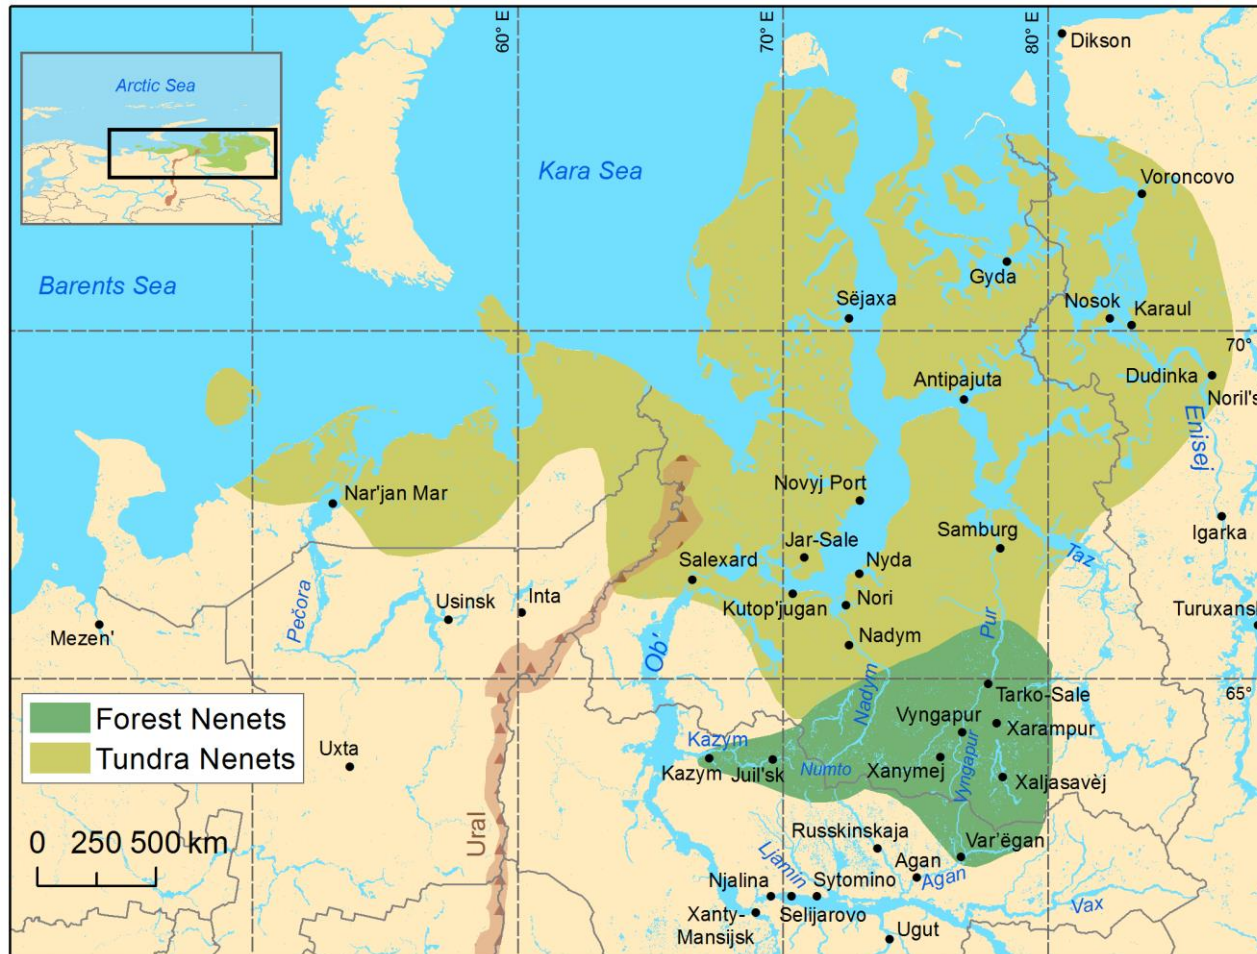 60° E
70° E
80° E
Dikson
Arctic Sea
Kara Sea
Voroncovo
Barents Sea
Gyda
Sëjaxa
Nosok
Karaul
70°
Antipajuta
Dudinka
Noril's
Enisej
Nar'jan Mar
Novyj Port
Samburg
Igarka
Jar-Sale
Salexard
Nyda
Taz
Pečora
Usinsk
Inta
Kutop'jugan
Nori
Pur
Turuxansk
Mezen'
Ob'
Nadym
Nadym
65°
Forest Nenets
Tundra Nenets
Tarko-Sale
Vyngapur
Xarampur
Uxta
Kazym
Kazym
Juil'sk
Numto
Xanymej
Vyngapur
Xaljasavèj
0 250 500 km
Ural
Russkinskaja
Var'ëgan
Ljamin
Agan
Agan
Njalina
Sytomino
Vax
Xanty-
Mansijsk
Selijarovo
Ugut